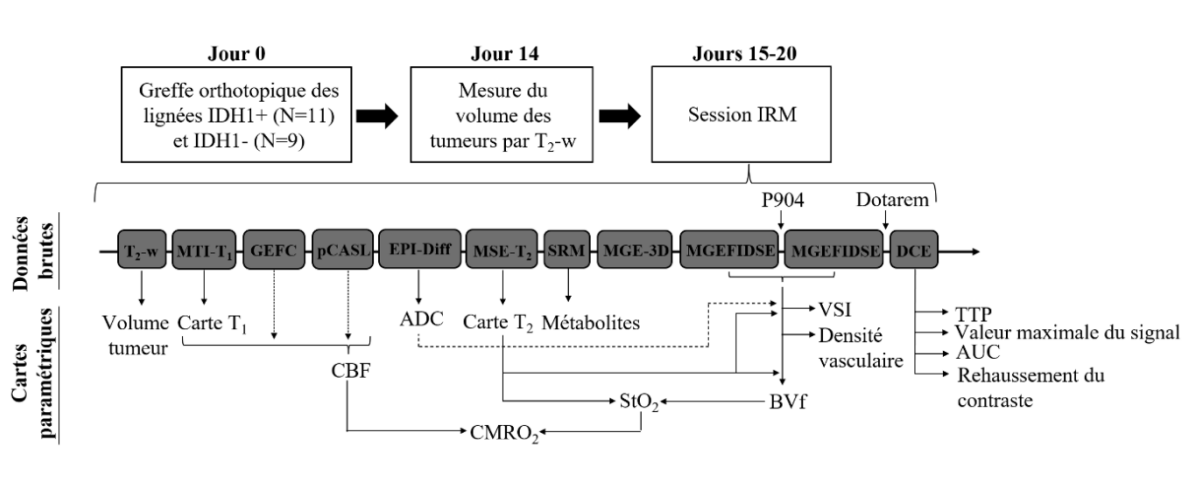 Jour 0
Jour 14
Jours 15-20
Greffe orthotopique des
lignées IDH1+ (N=11)
et IDH1- (N=9)
Mesure du
volume des
tumeurs par T₂-w
Session IRM
P904
Dotarem
Données
brutes
T₂-w
MTI-T₁
GEFC
pCASL
EPI-Diff
MSE-T₂
SRM
MGE-3D
MGEFIDSE
MGEFIDSE
DCE
Cartes
paramétriques
Volume
tumeur
Carte T₁
CBF
ADC
Carte T₂
Métabolites
VSI
Densité
vasculaire
BVf
StO₂
CMRO₂
TTP
Valeur maximale du signal
AUC
Rehaussement du
contraste